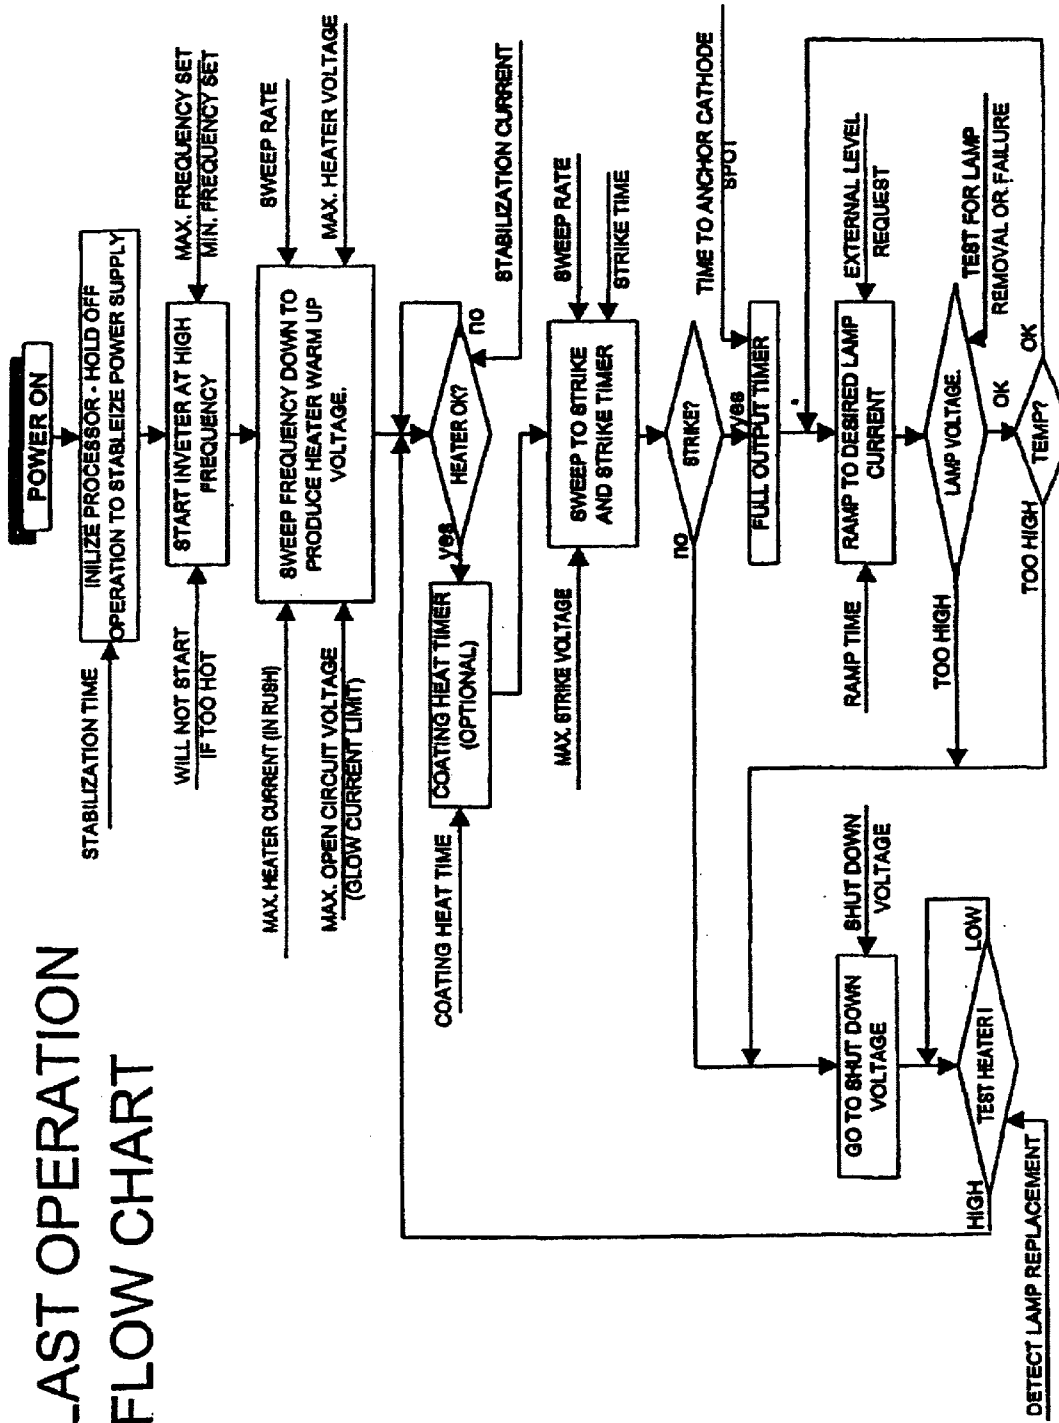 LAST OPERATION
FLOW CHART
POWER ON
STABILIZATION TIME
INILIZE PROCESSOR - HOLD OFF
OPERATION TO STABLEIZE POWER SUPPLY
WILL NOT START
IF TOO HOT
START INVETER AT HIGH
FREQUENCY
MAX. FREQUENCY SET
MIN. FREQUENCY SET
MAX. HEATER CURRENT (IN RUSH)
MAX. OPEN CIRCUIT VOLTAGE
(GLOW CURRENT LIMIT)
SWEEP FREQUENCY DOWN TO
PRODUCE HEATER WARM UP
VOLTAGE.
SWEEP RATE
MAX. HEATER VOLTAGE
HEATER OK?
no
yes
STABILIZATION CURRENT
COATING HEAT TIME
COATING HEAT TIMER
(OPTIONAL)
MAX. STRIKE VOLTAGE
SWEEP TO STRIKE
AND STRIKE TIMER
SWEEP RATE
STRIKE TIME
STRIKE?
no
yes
TIME TO ANCHOR CATHODE
SPOT
FULL OUTPUT TIMER
RAMP TIME
RAMP TO DESIRED LAMP
CURRENT
EXTERNAL LEVEL
REQUEST
TOO HIGH
LAMP VOLTAGE.
OK
TEST FOR LAMP
REMOVAL OR FAILURE
TOO HIGH
TEMP?
OK
GO TO SHUT DOWN
VOLTAGE
SHUT DOWN
VOLTAGE
HIGH
TEST HEATER I
LOW
DETECT LAMP REPLACEMENT